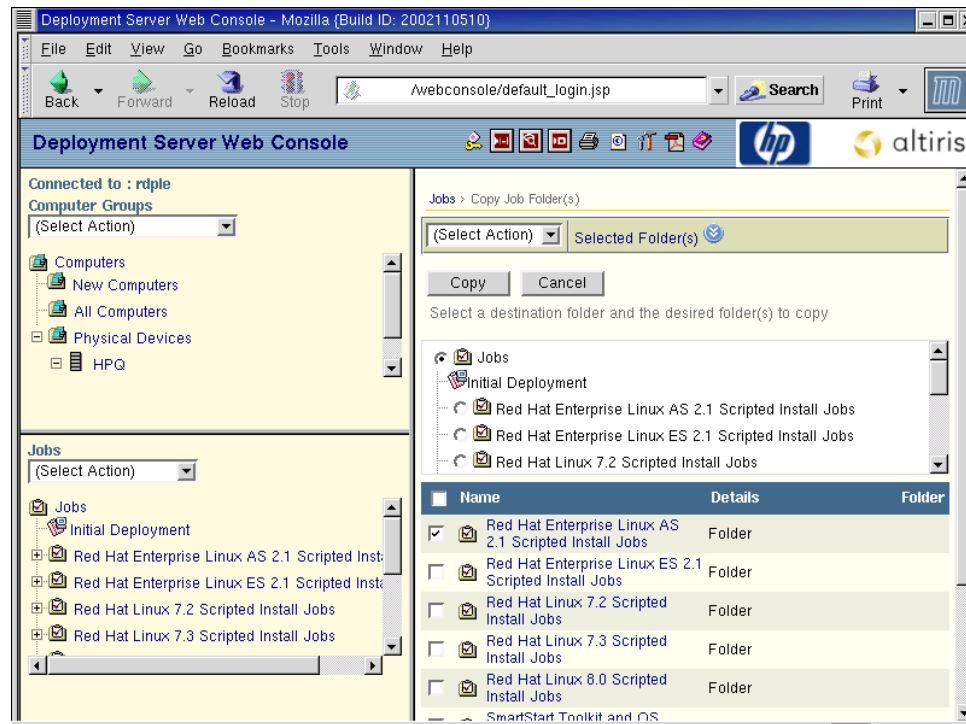 Deployment Server Web Console - Mozilla {Build ID: 2002110510}
File Edit View Go Bookmarks Tools Window Help
Back Forward Reload Stop /webconsole/default_login.jsp Search Print
Deployment Server Web Console hp altiris
Connected to : rdple
Computer Groups
(Select Action)
Computers
New Computers
All Computers
Physical Devices
HPQ
Jobs
(Select Action)
Jobs
Initial Deployment
Red Hat Enterprise Linux AS 2.1 Scripted Inst
Red Hat Enterprise Linux ES 2.1 Scripted Inst
Red Hat Linux 7.2 Scripted Install Jobs
Red Hat Linux 7.3 Scripted Install Jobs
Jobs > Copy Job Folder(s)
(Select Action) Selected Folder(s)
Copy Cancel
Select a destination folder and the desired folder(s) to copy
Jobs
Initial Deployment
Red Hat Enterprise Linux AS 2.1 Scripted Install Jobs
Red Hat Enterprise Linux ES 2.1 Scripted Install Jobs
Red Hat Linux 7.2 Scripted Install Jobs
Name Details Folder
Red Hat Enterprise Linux AS
2.1 Scripted Install Jobs Folder
Red Hat Enterprise Linux ES 2.1
Scripted Install Jobs Folder
Red Hat Linux 7.2 Scripted
Install Jobs Folder
Red Hat Linux 7.3 Scripted
Install Jobs Folder
Red Hat Linux 8.0 Scripted
Install Jobs Folder
SmartStart Toolkit and OS